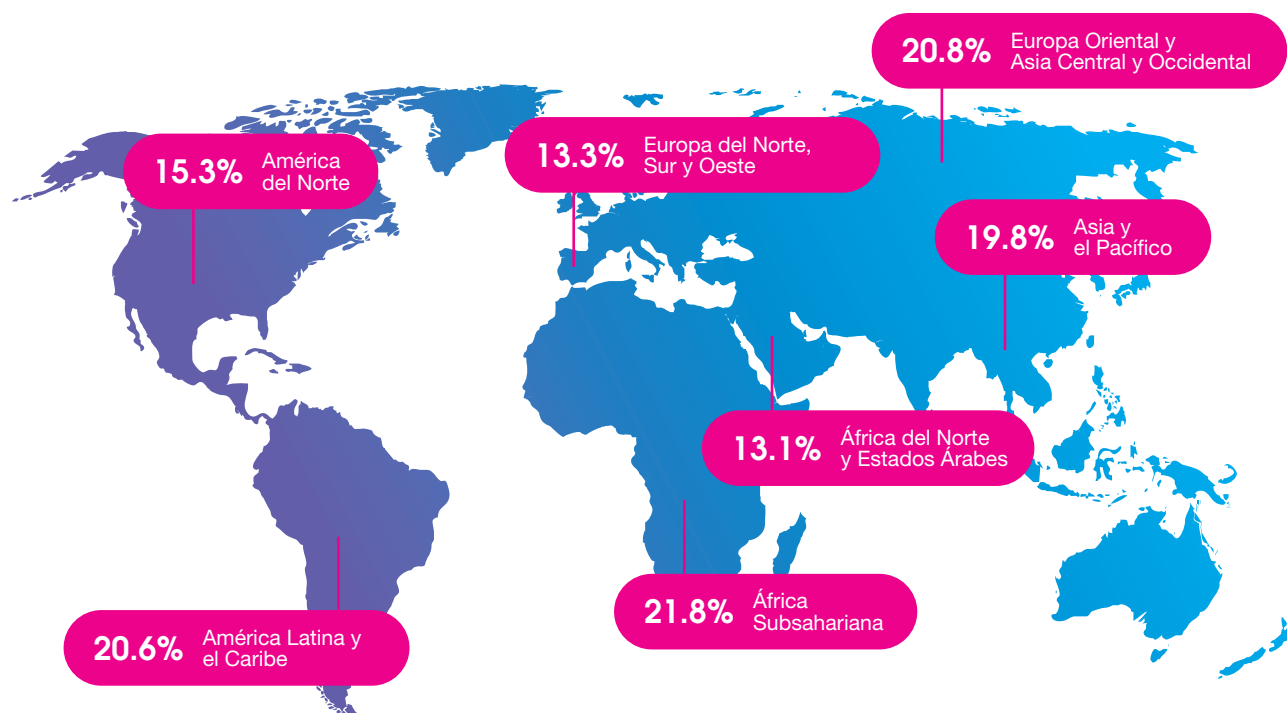 20.8%
Europa Oriental y
Asia Central y Occidental
15.3%
América
del Norte
13.3%
Europa del Norte,
Sur y Oeste
19.8%
Asia y
el Pacífico
13.1%
África del Norte
y Estados Árabes
21.8%
África
Subsahariana
20.6%
América Latina y
el Caribe